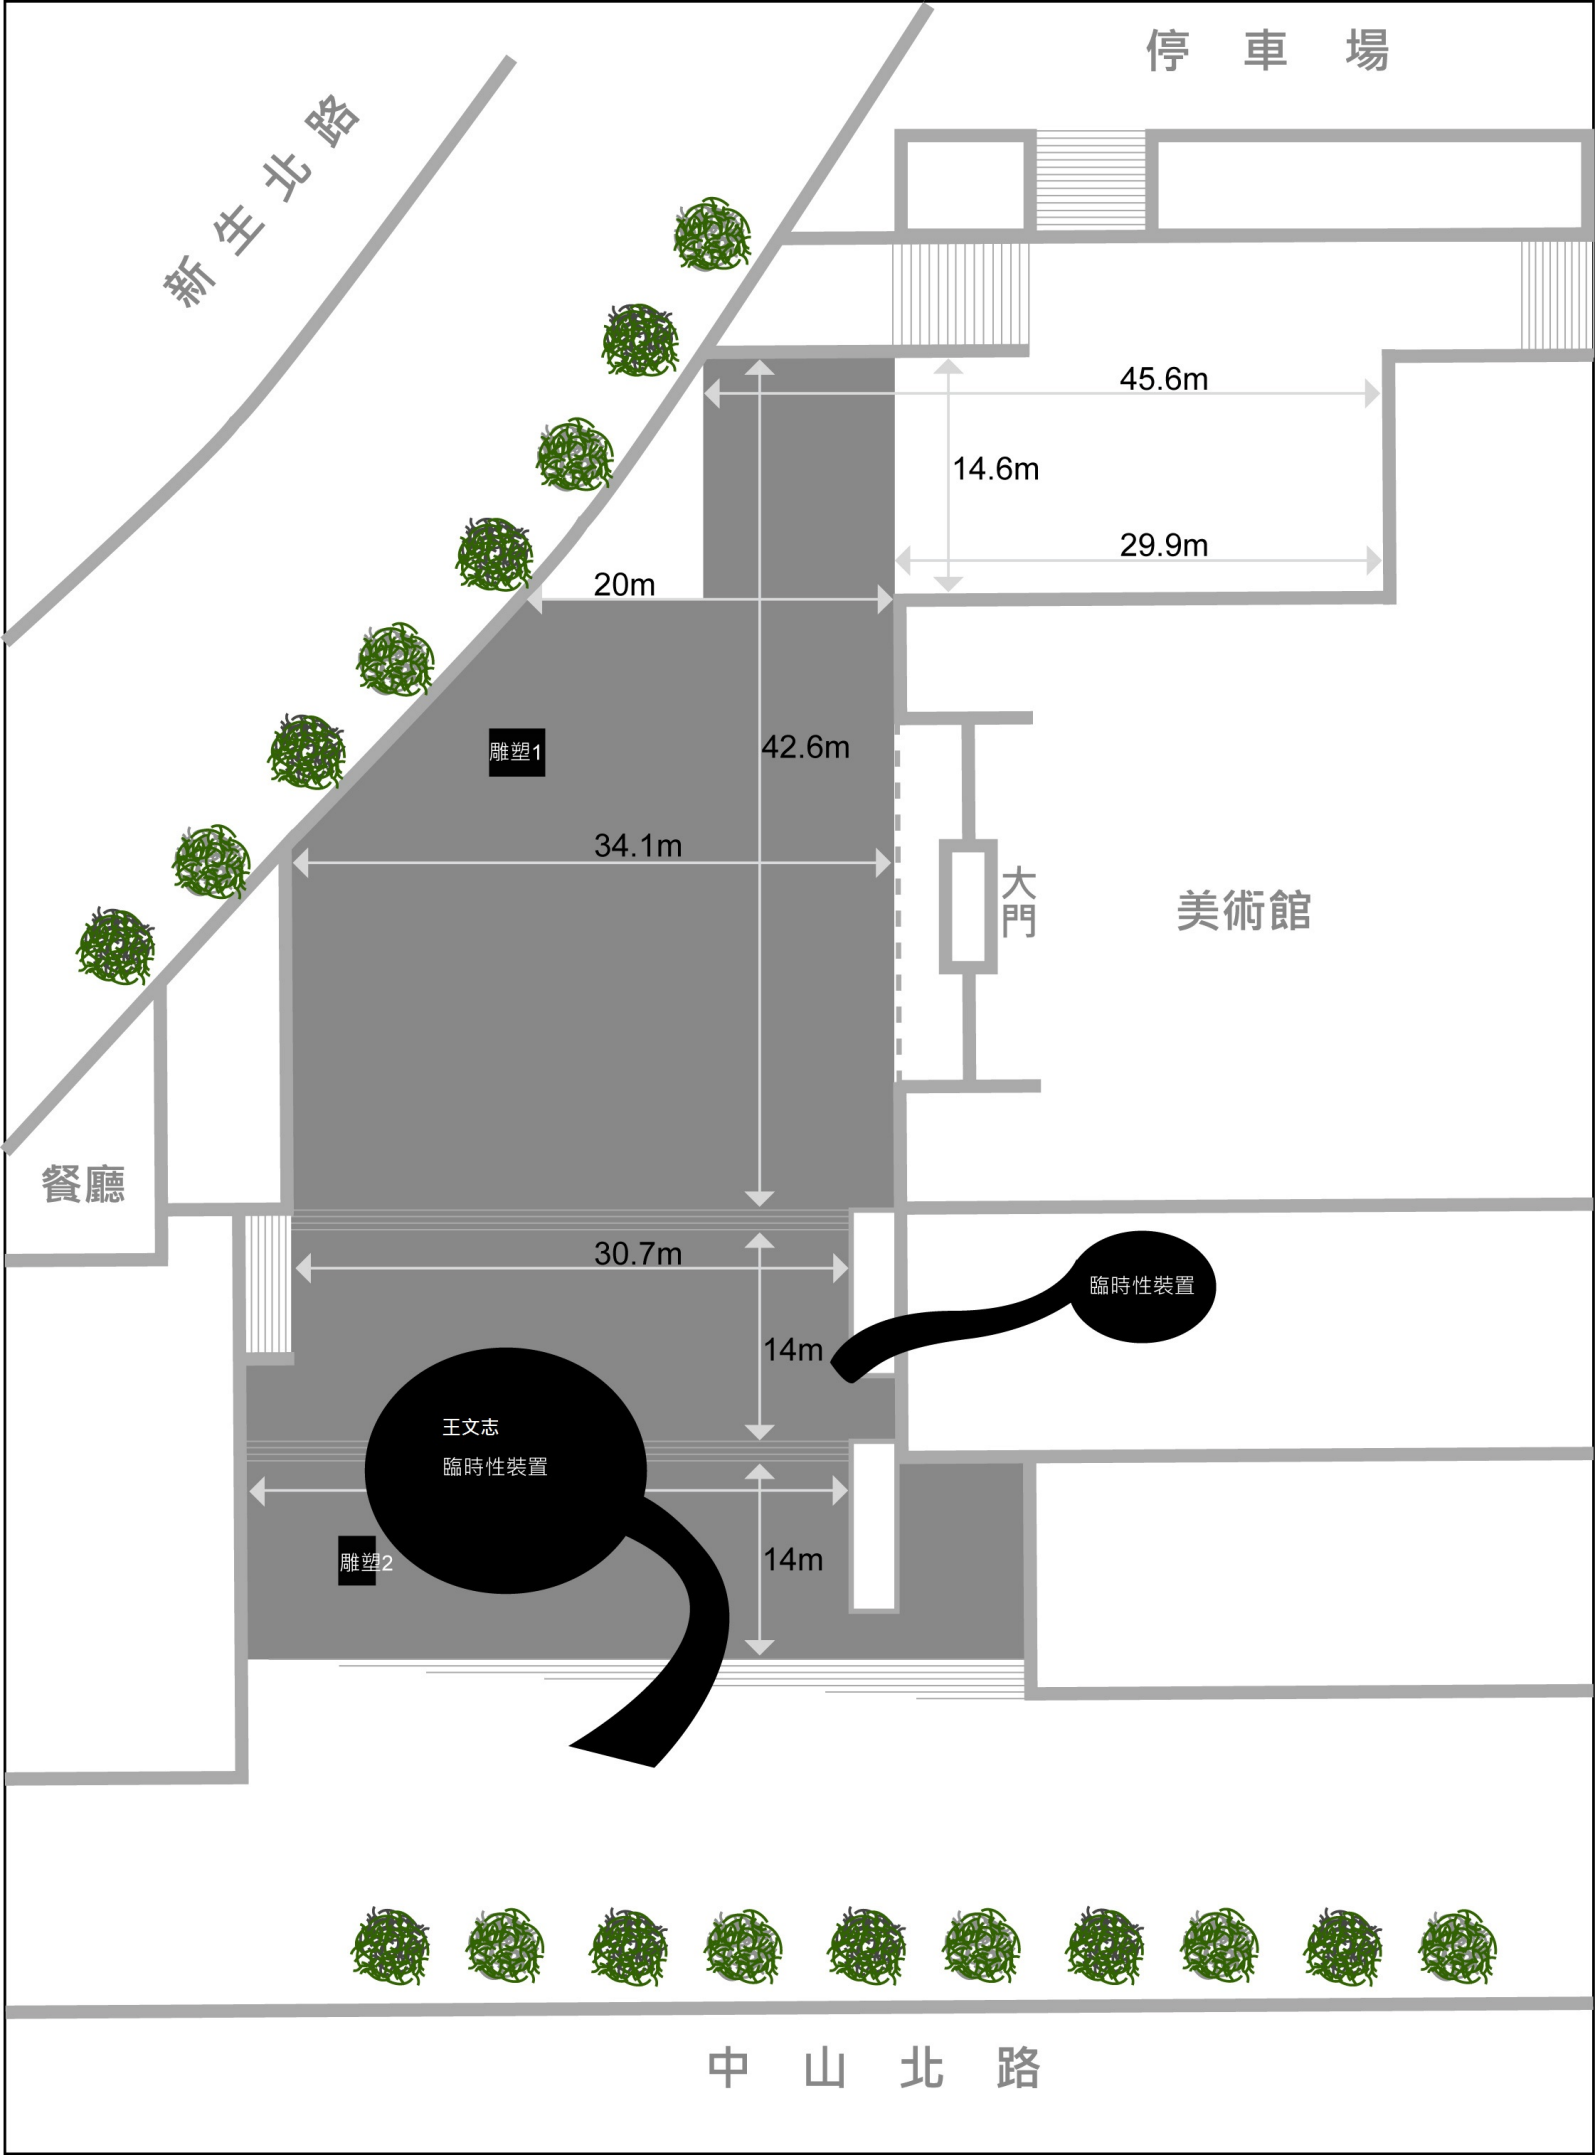 停車場
新生北路
45.6m
14.6m
29.9m
20m
雕塑1
42.6m
34.1m
大門
美術館
餐廳
30.7m
臨時性裝置
14m
王文志
臨時性裝置
雕塑2
14m
中山北路